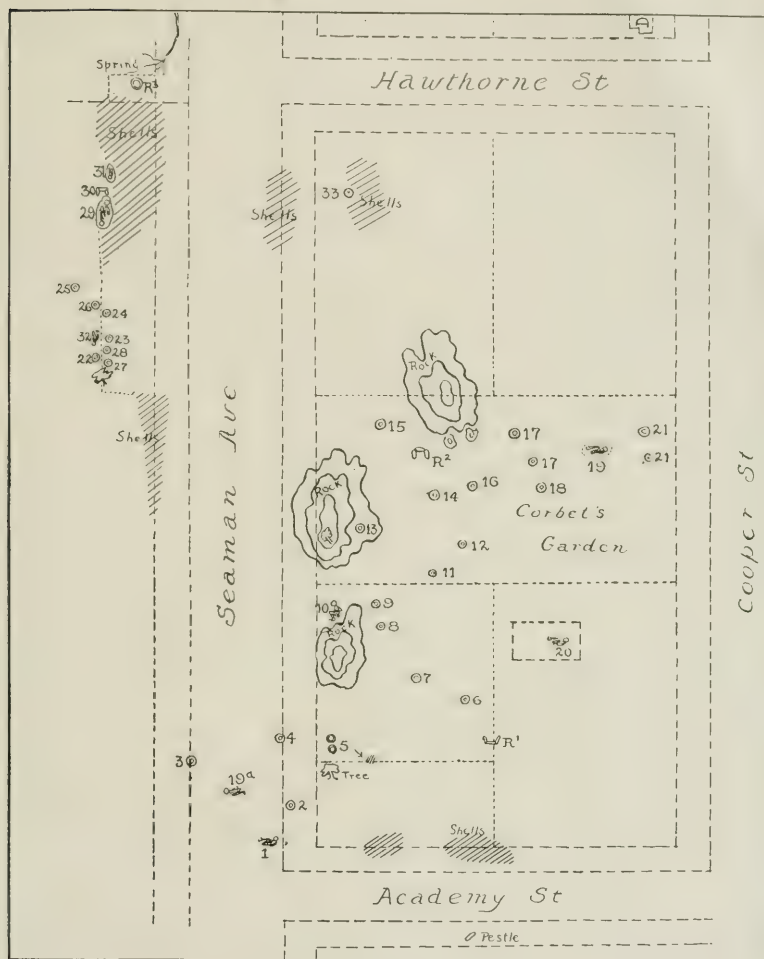 Hawthorne St
Spring
R³
Shells
31
30
29
33
Shells
Shells
25
26
24
32
23
28
22
27
Shells
Seaman Ave
Rock
15
R²
17
21
17
19
21
16
18
14
Rock
13
Corbet's
Garden
12
11
Cooper St
10
9
8
Rock
7
6
20
4
5
R¹
3
Tree
19ª
2
1
Shells
Academy St
Pestle